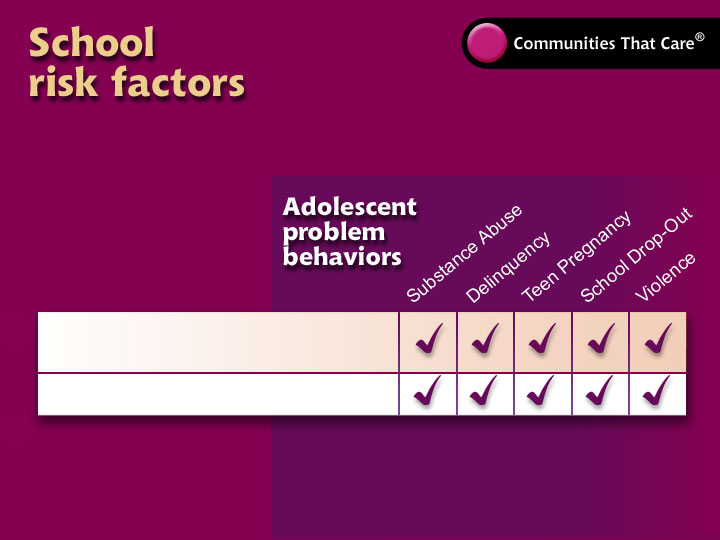 School
risk factors
Communities That Care®
Adolescent
problem
behaviors
Substance Abuse
Delinquency
Teen Pregnancy
School Drop-Out
Violence